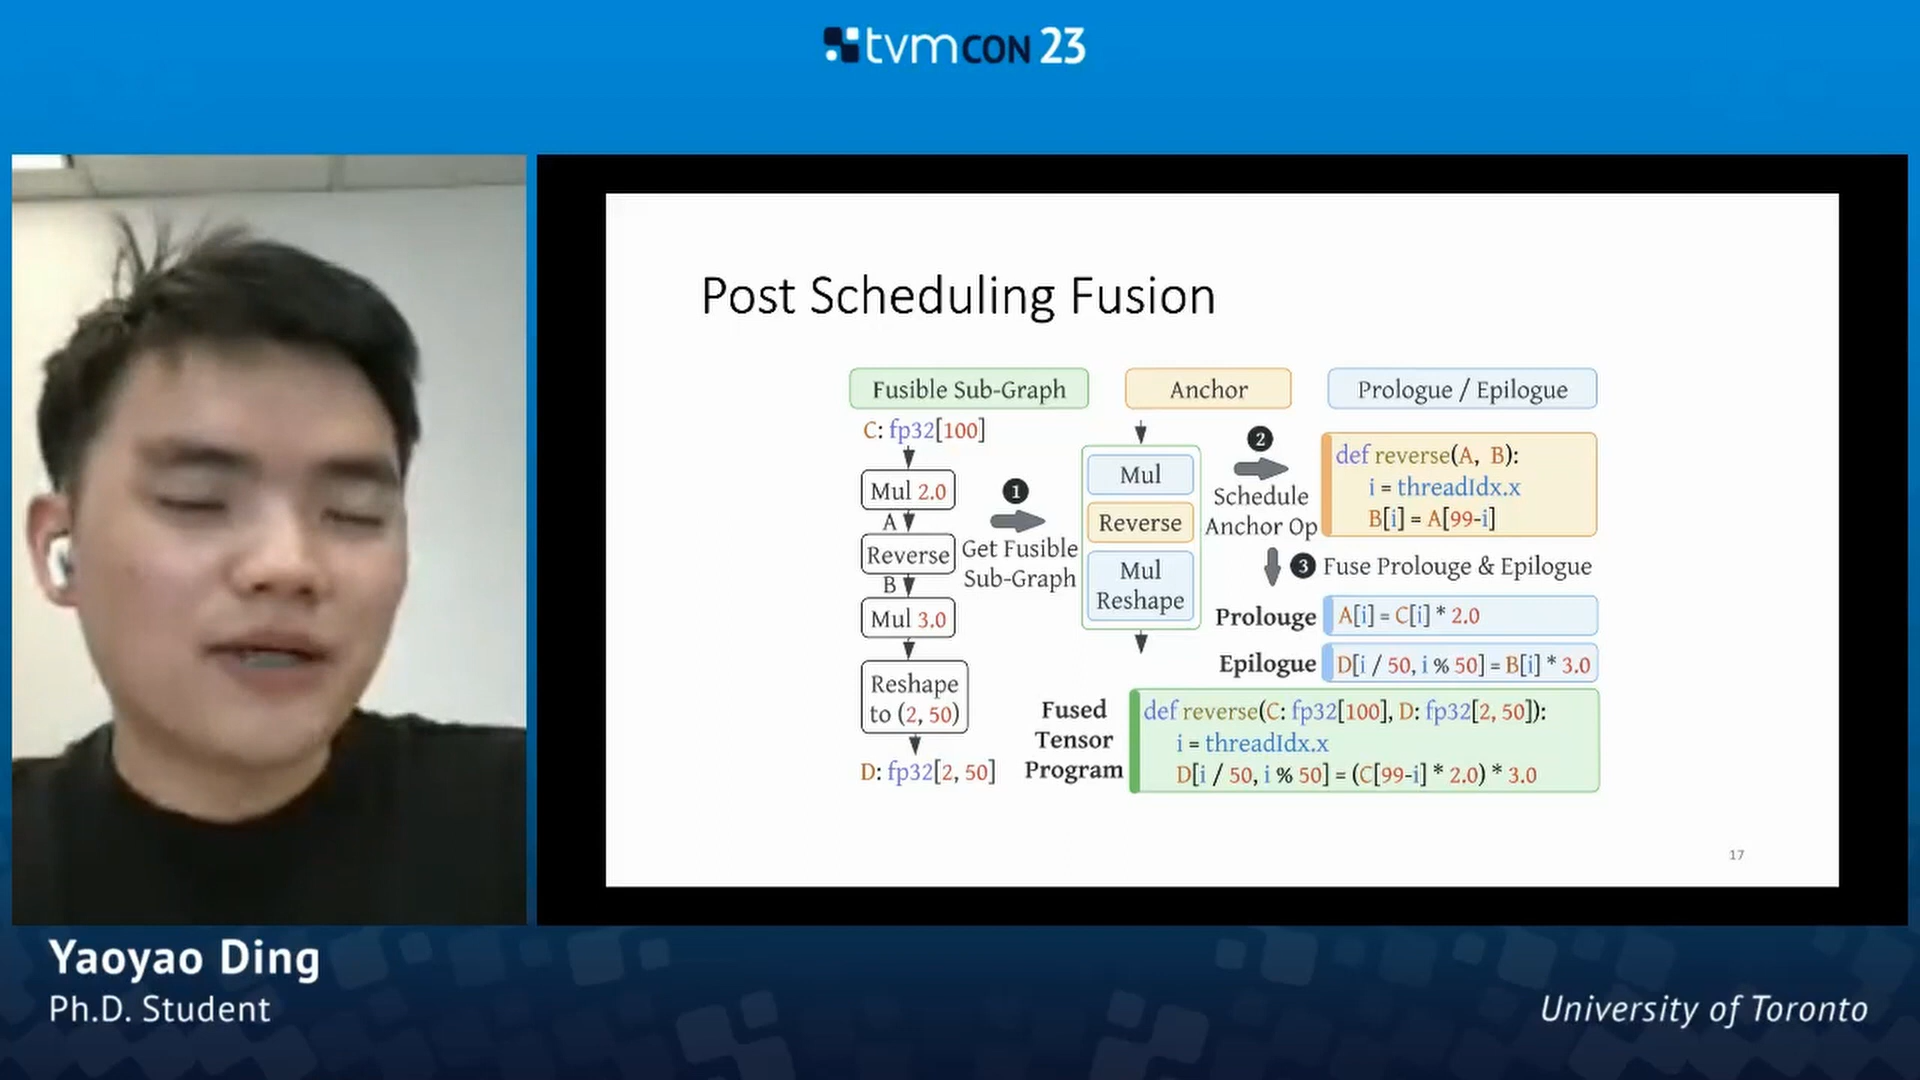 tvmCON 23
Post Scheduling Fusion
Fusible Sub-Graph
Anchor
Prologue / Epilogue
C: fp32[100]
Mul 2.0
A
Reverse
B
Mul 3.0
Reshape
to (2, 50)
D: fp32[2, 50]
1
Get Fusible
Sub-Graph
Mul
Reverse
Mul
Reshape
2
Schedule
Anchor Op
def reverse(A, B):
i = threadIdx.x
B[i] = A[99-i]
3 Fuse Prolouge & Epilogue
Prolouge A[i] = C[i] * 2.0
Epilogue D[i / 50, i % 50] = B[i] * 3.0
Fused
Tensor
Program
def reverse(C: fp32[100], D: fp32[2, 50]):
i = threadIdx.x
D[i / 50, i % 50] = (C[99-i] * 2.0) * 3.0
17
Yaoyao Ding
Ph.D. Student
University of Toronto